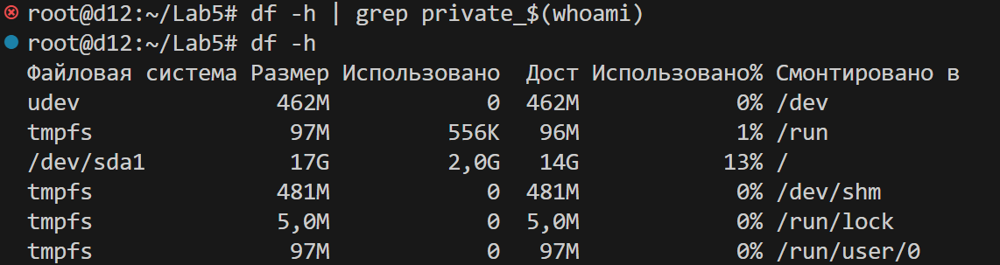 root@d12:~/Lab5# df -h | grep private_$(whoami)
root@d12:~/Lab5# df -h
Файловая система Размер Использовано  Дост Использовано% Смонтировано в
udev               462M            0  462M            0% /dev
tmpfs               97M         556K   96M            1% /run
/dev/sda1           17G         2,0G   14G           13% /
tmpfs              481M            0  481M            0% /dev/shm
tmpfs              5,0M            0  5,0M            0% /run/lock
tmpfs               97M            0   97M            0% /run/user/0